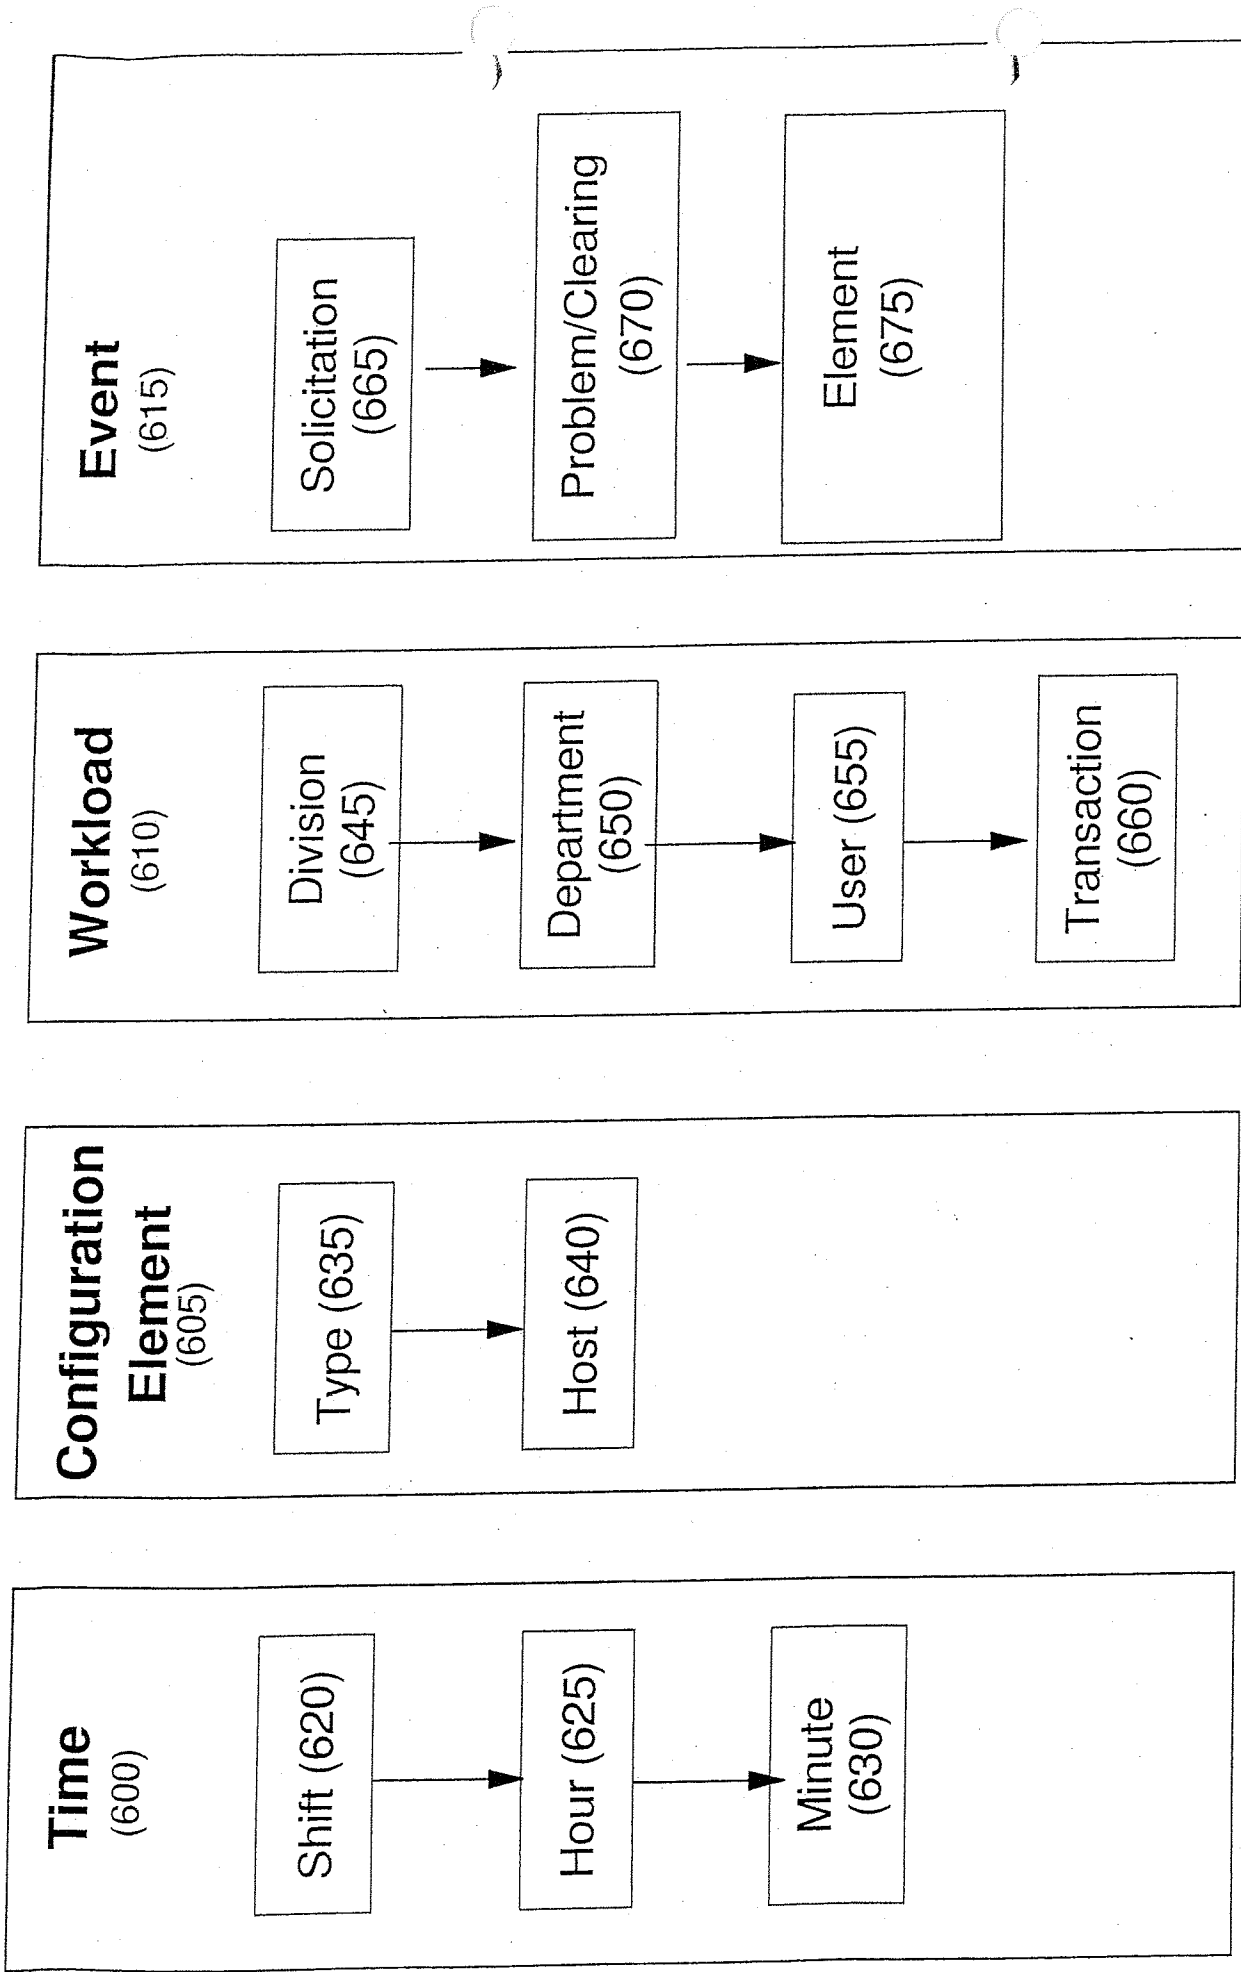 Time
(600)
Shift (620)
Hour (625)
Minute
(630)
Configuration
Element
(605)
Type (635)
Host (640)
Workload
(610)
Division
(645)
Department
(650)
User (655)
Transaction
(660)
Event
(615)
Solicitation
(665)
Problem/Clearing
(670)
Element
(675)